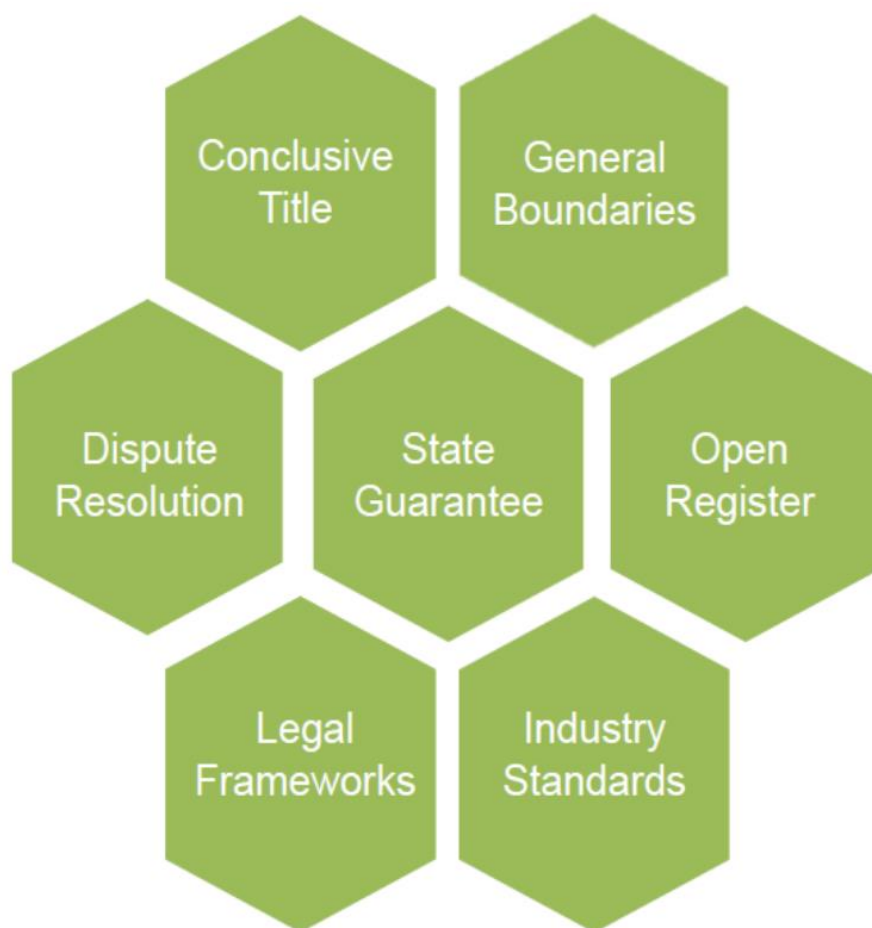 Conclusive
Title
General
Boundaries
Dispute
Resolution
State
Guarantee
Open
Register
Legal
Frameworks
Industry
Standards